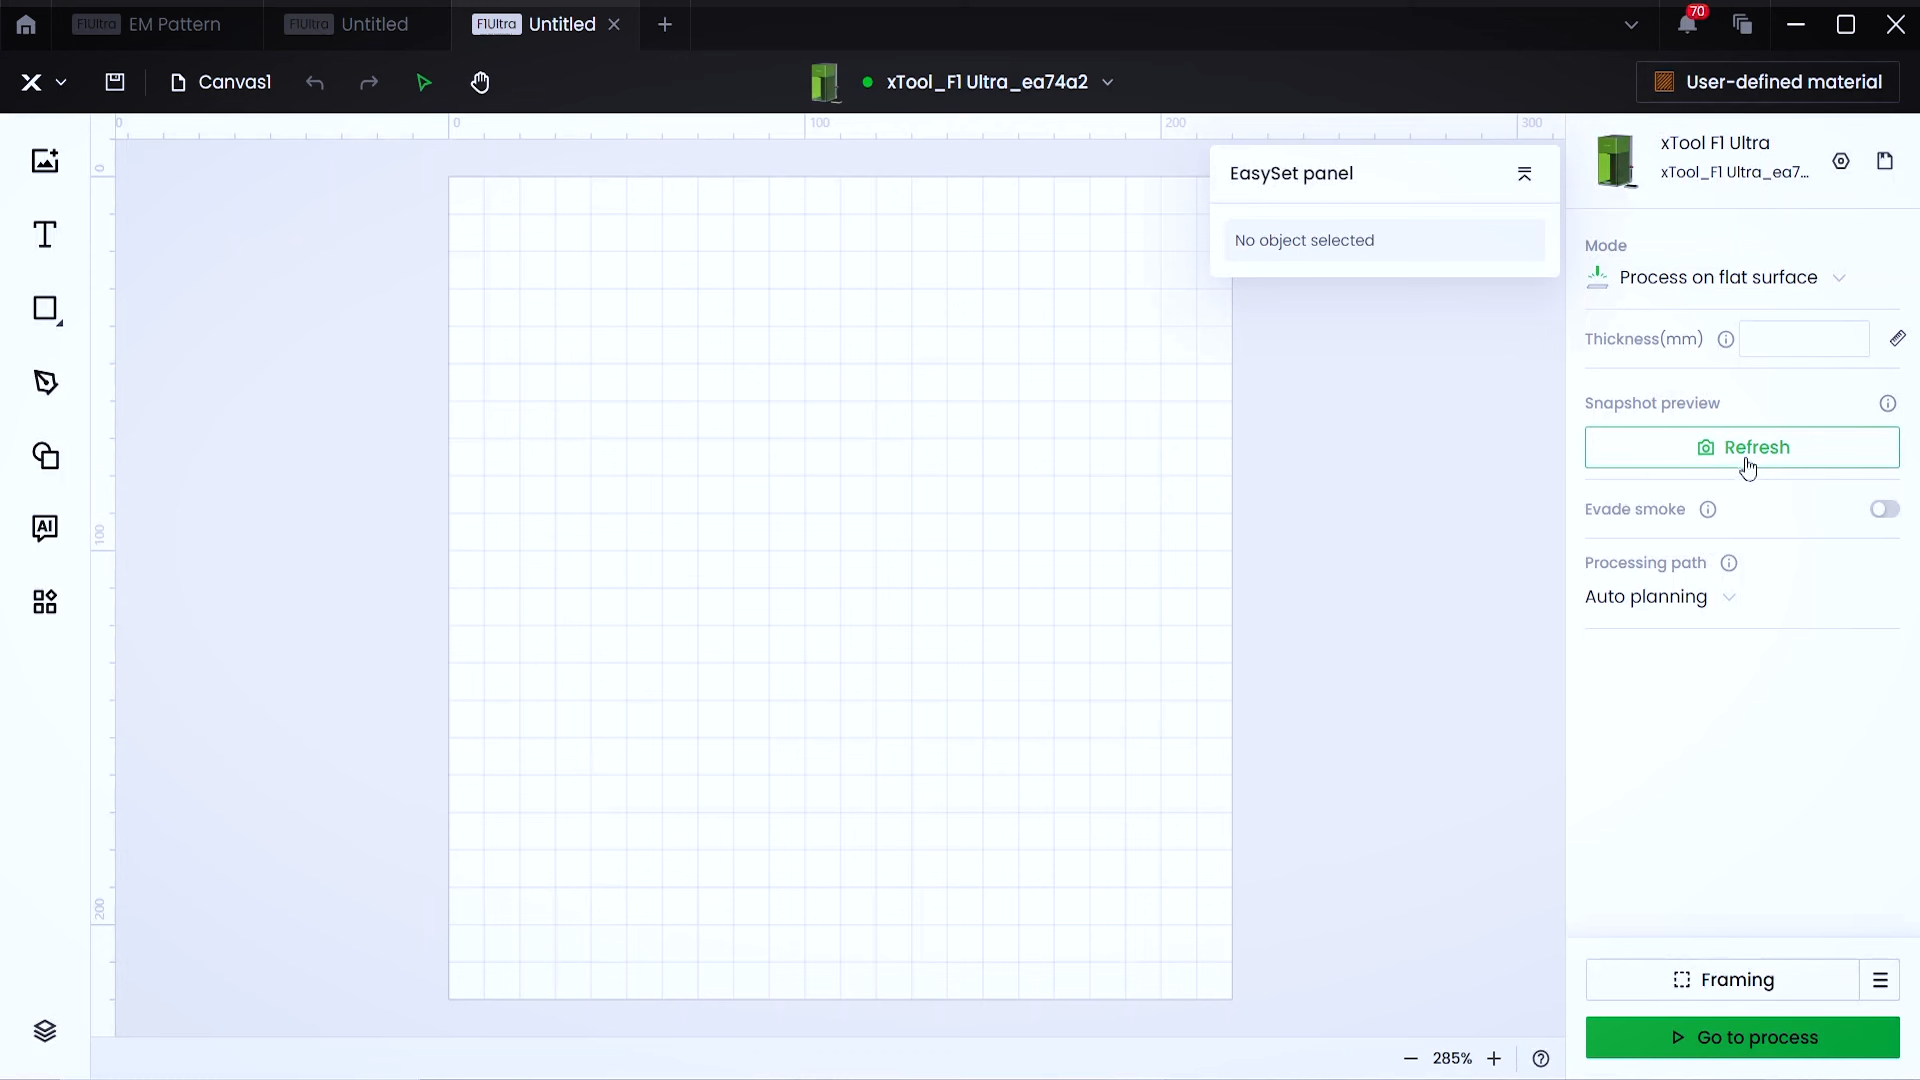 F1Ultra EM Pattern
F1Ultra Untitled
F1Ultra Untitled
70
Canvas1
xTool_F1 Ultra_ea74a2
User-defined material
0 0 100 200 300
0
100
200
EasySet panel
No object selected
xTool F1 Ultra
xTool_F1 Ultra_ea7...
Mode
Process on flat surface
Thickness(mm)
Snapshot preview
Refresh
Evade smoke
Processing path
Auto planning
AI
Framing
Go to process
285%